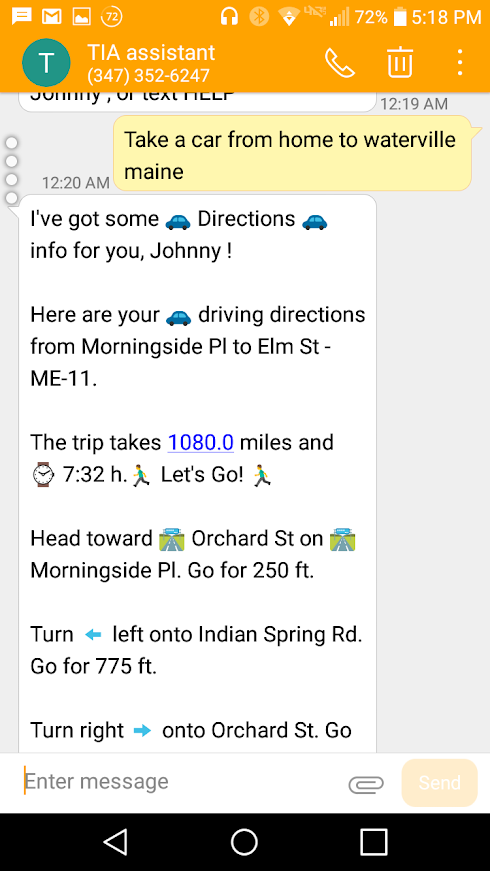 72
72% 5:18 PM
T
TIA assistant
(347) 352-6247
Johnny , or text HELP
12:19 AM
Take a car from home to waterville
maine
12:20 AM
I've got some 🚙 Directions 🚙
info for you, Johnny !
Here are your 🚙 driving directions
from Morningside Pl to Elm St -
ME-11.
The trip takes 1080.0 miles and
⌚ 7:32 h.🏃 Let's Go! 🏃
Head toward 🛣 Orchard St on 🛣
Morningside Pl. Go for 250 ft.
Turn ⬅ left onto Indian Spring Rd.
Go for 775 ft.
Turn right ➡ onto Orchard St. Go
Enter message
Send